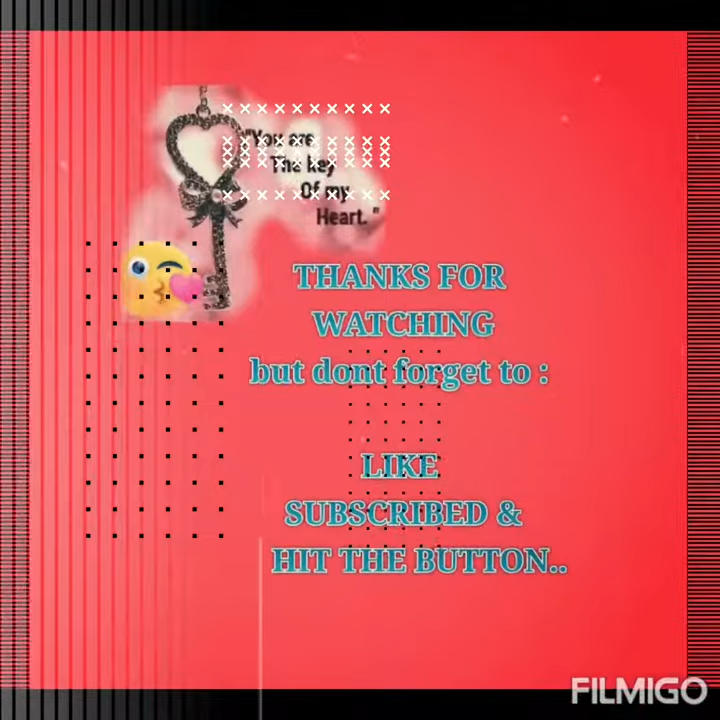 "You are
The key
Of my
Heart."
THANKS FOR
WATCHING
but dont forget to :
LIKE
SUBSCRIBED &
HIT THE BUTTON..
FILMIGO